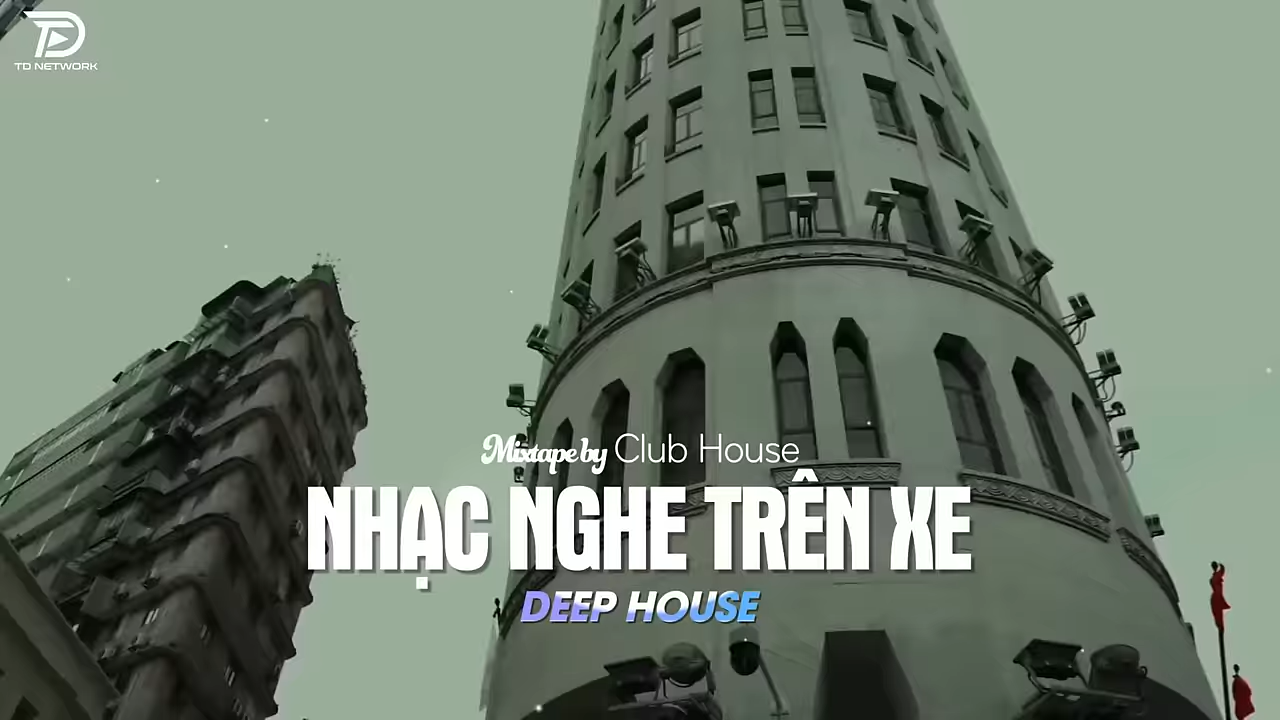 TD NETWORK
Mixtape by Club House
NHẠC NGHE TRÊN XE
DEEP HOUSE